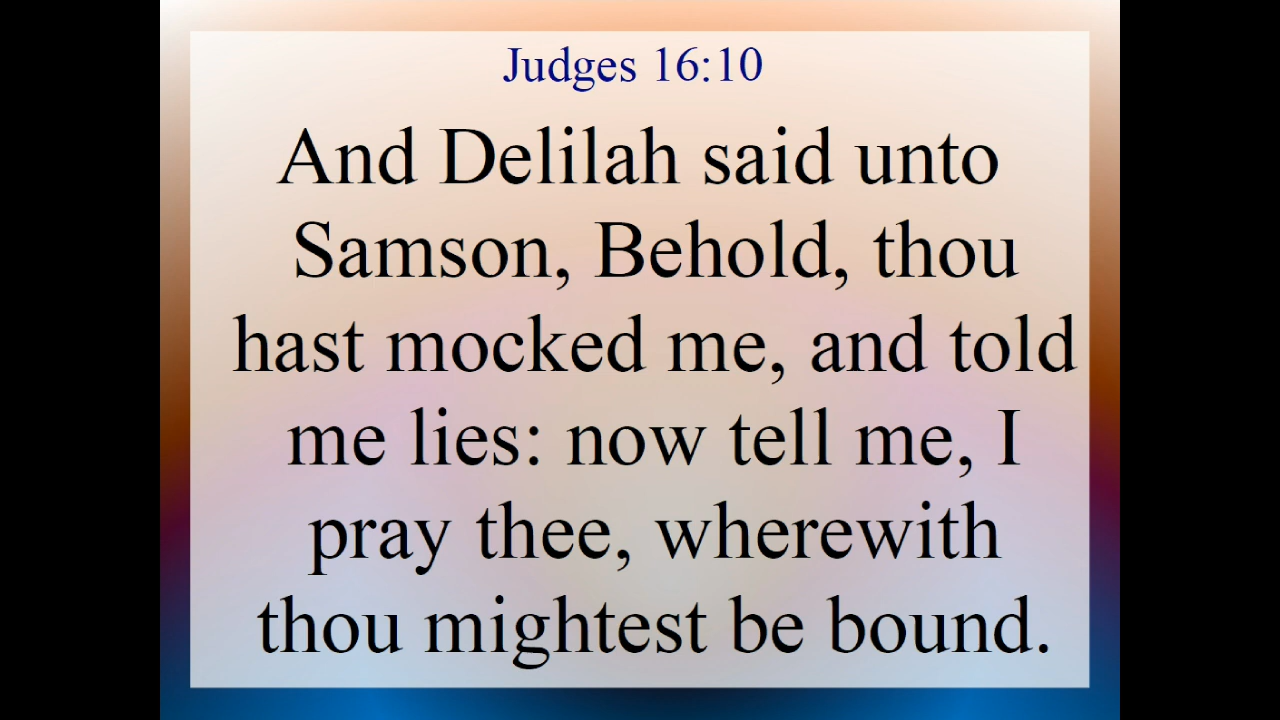 Judges 16:10
And Delilah said unto
Samson, Behold, thou
hast mocked me, and told
me lies: now tell me, I
pray thee, wherewith
thou mightest be bound.